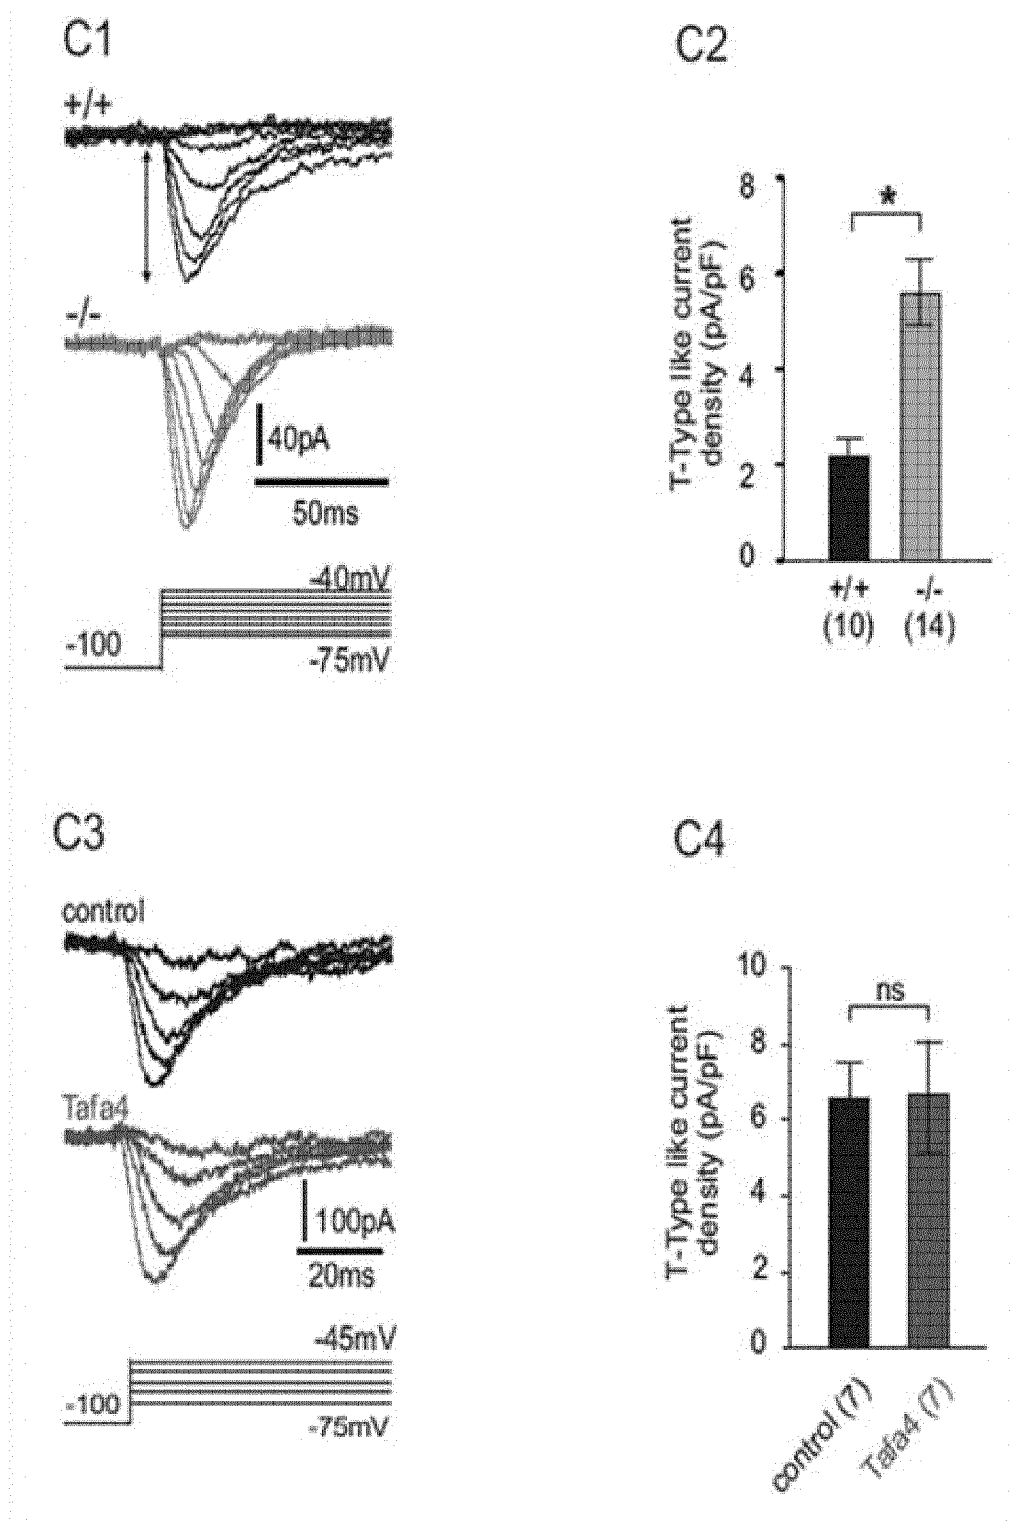 C1
+/+
-/-
40pA
50ms
-40mV
-100
-75mV
C2
8
6
4
2
0
T-Type like current
density (pA/pF)
*
+/+
-/-
(10)
(14)
C3
control
Tafa4
100pA
20ms
-45mV
-100
-75mV
C4
10
8
6
4
2
0
T-Type like current
density (pA/pF)
ns
control (7)
Tafa4 (7)